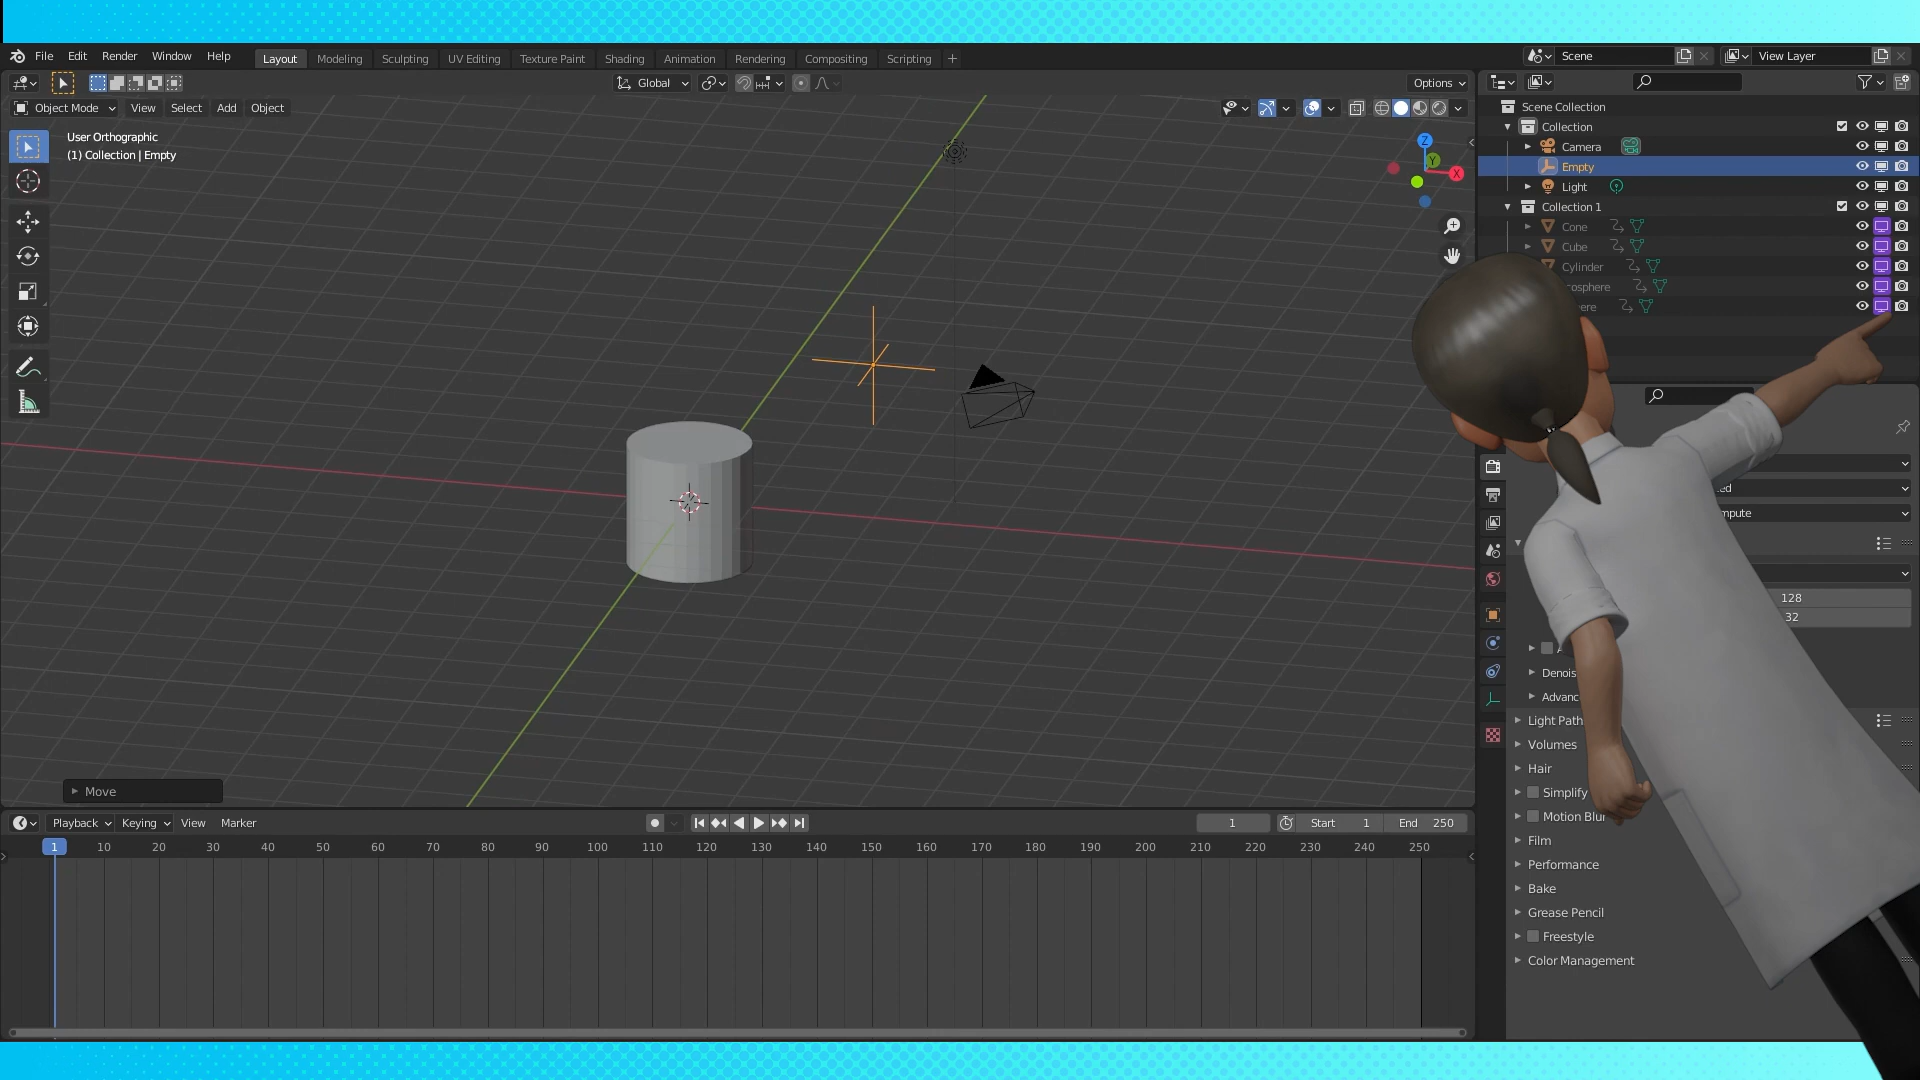 File Edit Render Window Help Layout Modeling Sculpting UV Editing Texture Paint Shading Animation Rendering Compositing Scripting + Scene View Layer
Global Options
Object Mode View Select Add Object
User Orthographic
(1) Collection | Empty
Z
Y
X
Move
Scene Collection
Collection
Camera
Empty
Light
Collection 1
Cone
Cube
Cylinder
osphere
ere
ed
mpute
128
32
Denois
Advanc
Light Path
Volumes
Hair
Simplify
Motion Blur
Film
Performance
Bake
Grease Pencil
Freestyle
Color Management
Playback Keying View Marker 1 Start 1 End 250
1 10 20 30 40 50 60 70 80 90 100 110 120 130 140 150 160 170 180 190 200 210 220 230 240 250